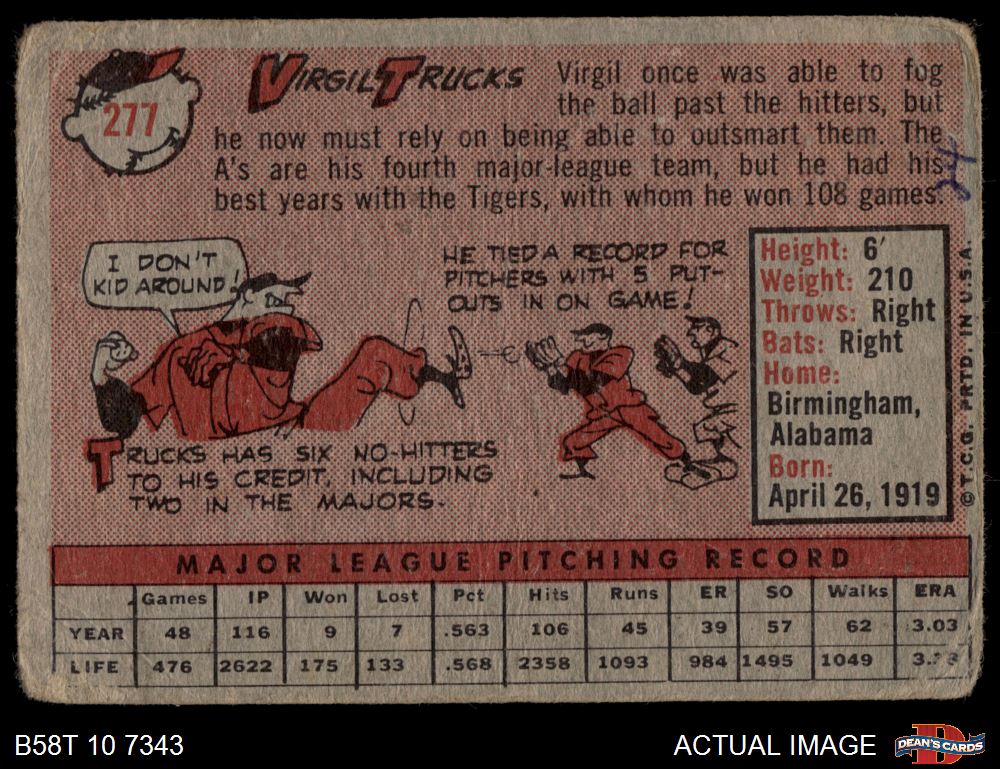 277
VIRGIL TRUCKS
Virgil once was able to fog
the ball past the hitters, but
he now must rely on being able to outsmart them. The
A's are his fourth major-league team, but he had his
best years with the Tigers, with whom he won 108 games.
24
I DON'T
KID AROUND!
HE TIED A RECORD FOR
PITCHERS WITH 5 PUT-
OUTS IN ON GAME!
TRUCKS HAS SIX NO-HITTERS
TO HIS CREDIT, INCLUDING
TWO IN THE MAJORS.
Height: 6'
Weight: 210
Throws: Right
Bats: Right
Home:
Birmingham,
Alabama
Born:
April 26, 1919
© T.C.G. PRTD. IN U.S.A.
MAJOR LEAGUE PITCHING RECORD
Games IP Won Lost Pct Hits Runs ER SO Walks ERA
YEAR 48 116 9 7 .563 106 45 39 57 62 3.03
LIFE 476 2622 175 133 .568 2358 1093 984 1495 1049
B58T 10 7343
ACTUAL IMAGE
D
DEAN'S CARDS